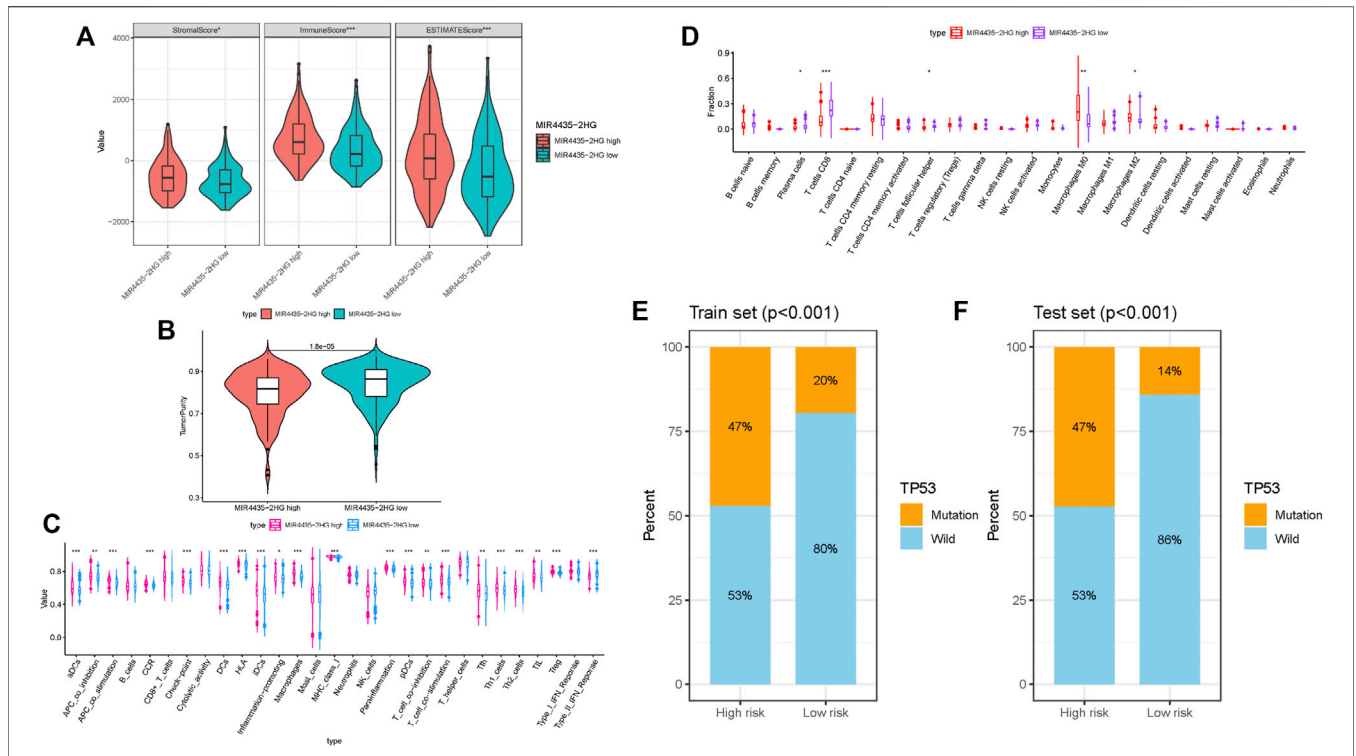 A
StromalScore*
ImmuneScore***
ESTIMATEScore***
4000
2000
0
−2000
Value
MIR4435−2HG high
MIR4435−2HG low
MIR4435−2HG high
MIR4435−2HG low
MIR4435−2HG high
MIR4435−2HG low
MIR4435−2HG
MIR4435−2HG high
MIR4435−2HG low
B
type MIR4435−2HG high MIR4435−2HG low
1.8e−05
0.9
0.7
0.5
0.3
TumorPurity
MIR4435−2HG high
MIR4435−2HG low
C
type MIR4435−2HG high MIR4435−2HG low
*** ** *** *** *** *** *** *** * *** *** *** *** ** *** ** *** *** ** *** ***
0.8
0.4
0.0
Value
aDCs
APC_co_inhibition
APC_co_stimulation
B_cells
CCR
CD8+_T_cells
Check−point
Cytolytic_activity
DCs
HLA
iDCs
Inflammation−promoting
Macrophages
Mast_cells
MHC_class_I
Neutrophils
NK_cells
Parainflammation
pDCs
T_cell_co−inhibition
T_cell_co−stimulation
T_helper_cells
Tfh
Th1_cells
Th2_cells
TIL
Treg
Type_I_IFN_Reponse
Type_II_IFN_Reponse
type
D
type MIR4435−2HG high MIR4435−2HG low
* *** * ** *
0.9
0.6
0.3
0.0
Fraction
B cells naive
B cells memory
Plasma cells
T cells CD8
T cells CD4 naive
T cells CD4 memory resting
T cells CD4 memory activated
T cells follicular helper
T cells regulatory (Tregs)
T cells gamma delta
NK cells resting
NK cells activated
Monocytes
Macrophages M0
Macrophages M1
Macrophages M2
Dendritic cells resting
Dendritic cells activated
Mast cells resting
Mast cells activated
Eosinophils
Neutrophils
E
Train set (p<0.001)
100
75
50
25
0
Percent
47%
53%
20%
80%
High risk
Low risk
TP53
Mutation
Wild
F
Test set (p<0.001)
100
75
50
25
0
Percent
47%
53%
14%
86%
High risk
Low risk
TP53
Mutation
Wild